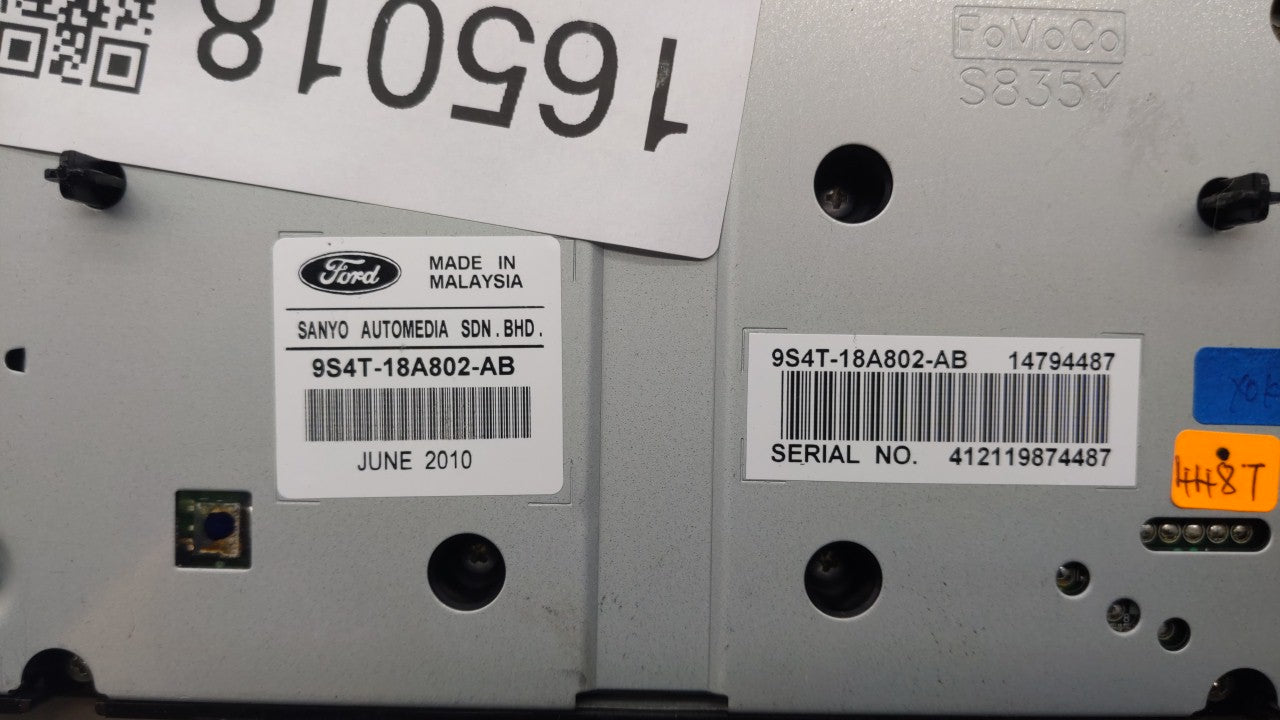 165018
FoMoCo
S835Y
Ford
MADE IN
MALAYSIA
SANYO AUTOMEDIA SDN.BHD.
9S4T-18A802-AB
JUNE 2010
9S4T-18A802-AB 14794487
SERIAL NO. 412119874487
448T